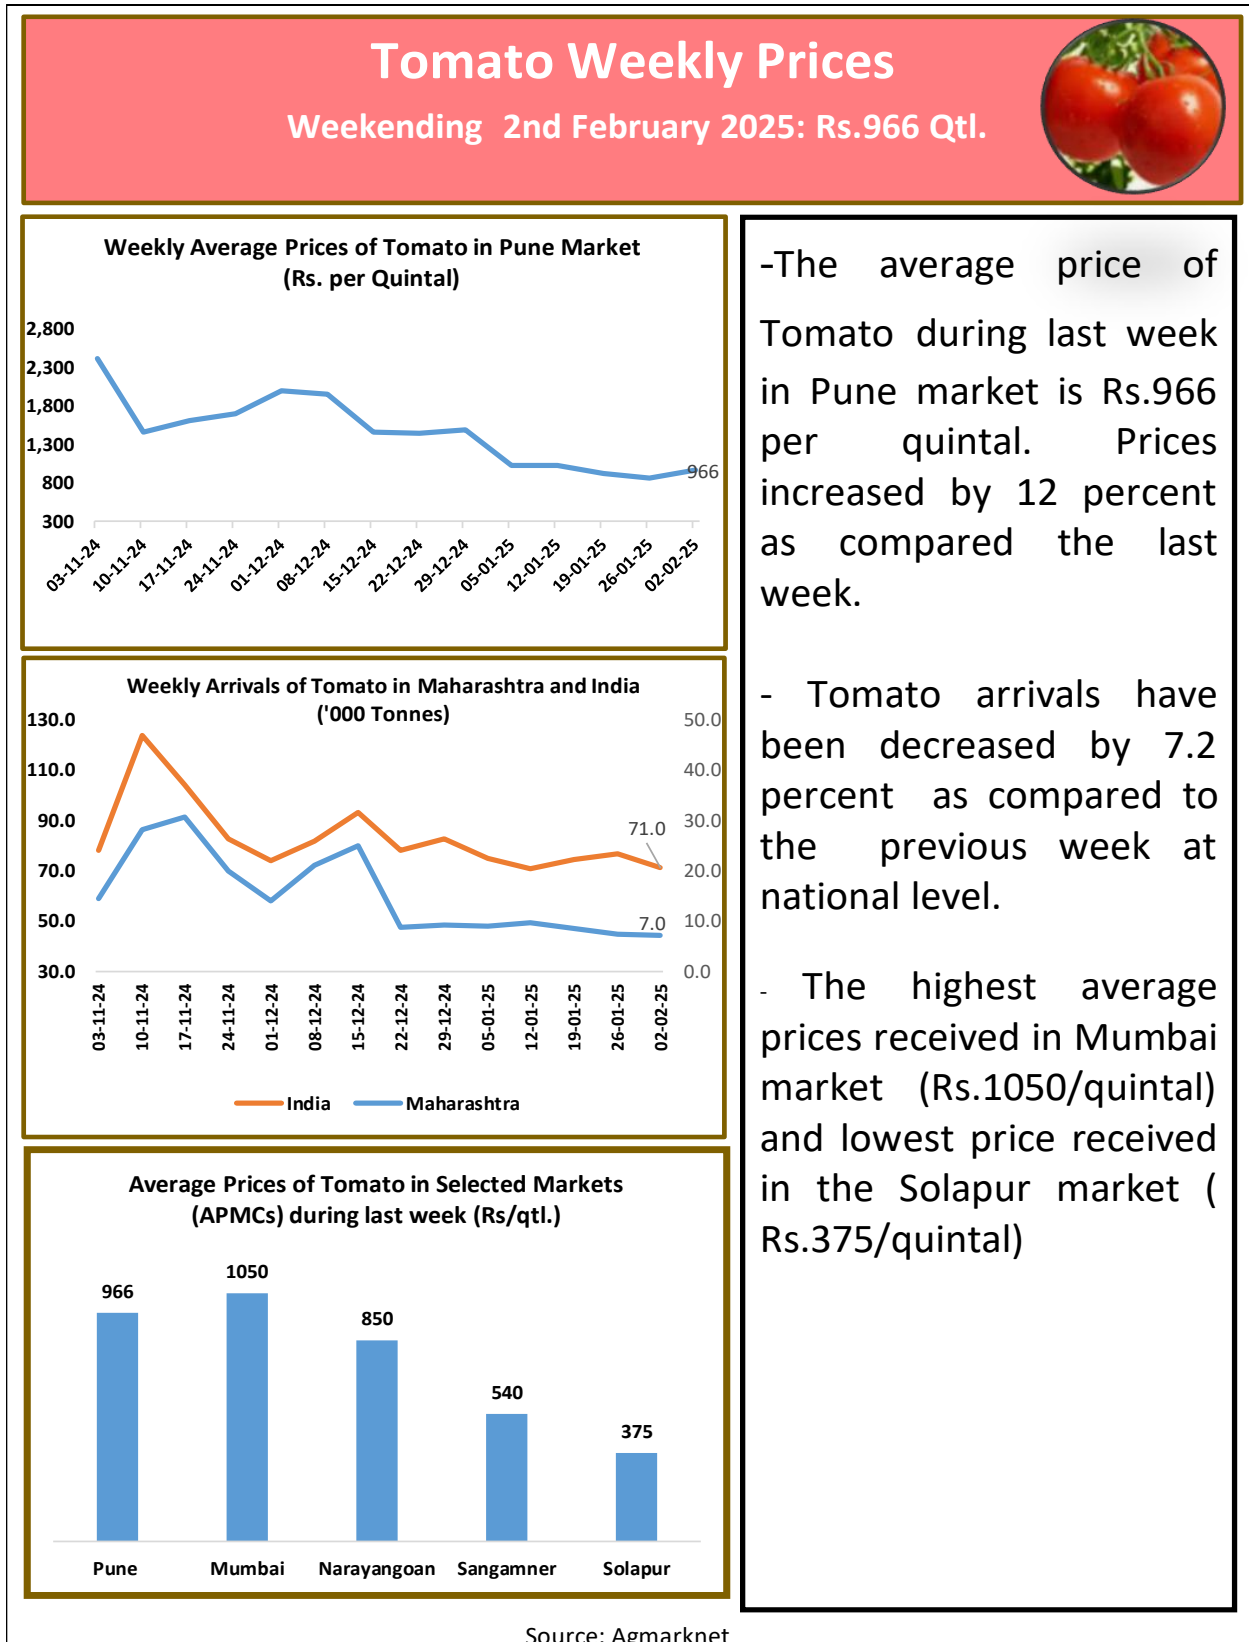 Tomato Weekly Prices
Weekending 2nd February 2025: Rs.966 Qtl.
Weekly Average Prices of Tomato in Pune Market
(Rs. per Quintal)
2,800
2,300
1,800
1,300
800
300
966
03-11-24
10-11-24
17-11-24
24-11-24
01-12-24
08-12-24
15-12-24
22-12-24
29-12-24
05-01-25
12-01-25
19-01-25
26-01-25
02-02-25
Weekly Arrivals of Tomato in Maharashtra and India
('000 Tonnes)
130.0
110.0
90.0
70.0
50.0
30.0
50.0
40.0
30.0
20.0
10.0
0.0
71.0
7.0
03-11-24
10-11-24
17-11-24
24-11-24
01-12-24
08-12-24
15-12-24
22-12-24
29-12-24
05-01-25
12-01-25
19-01-25
26-01-25
02-02-25
India Maharashtra
Average Prices of Tomato in Selected Markets
(APMCs) during last week (Rs/qtl.)
966
1050
850
540
375
Pune Mumbai Narayangoan Sangamner Solapur
-The average price of
Tomato during last week
in Pune market is Rs.966
per quintal. Prices
increased by 12 percent
as compared the last
week.
- Tomato arrivals have
been decreased by 7.2
percent as compared to
the previous week at
national level.
- The highest average
prices received in Mumbai
market (Rs.1050/quintal)
and lowest price received
in the Solapur market (
Rs.375/quintal)
Source: Agmarknet